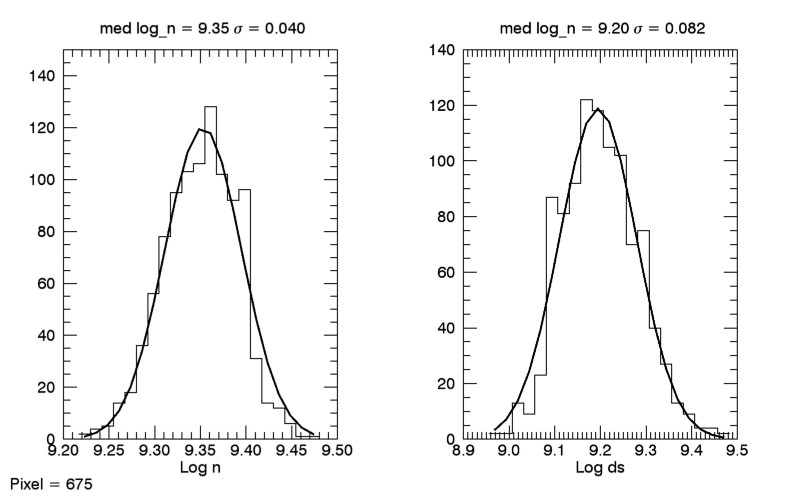 med log_n = 9.35 σ = 0.040
med log_n = 9.20 σ = 0.082
140
120
100
80
60
40
20
0
9.20 9.25 9.30 9.35 9.40 9.45 9.50
Log n
140
120
100
80
60
40
20
0
8.9 9.0 9.1 9.2 9.3 9.4 9.5
Log ds
Pixel = 675